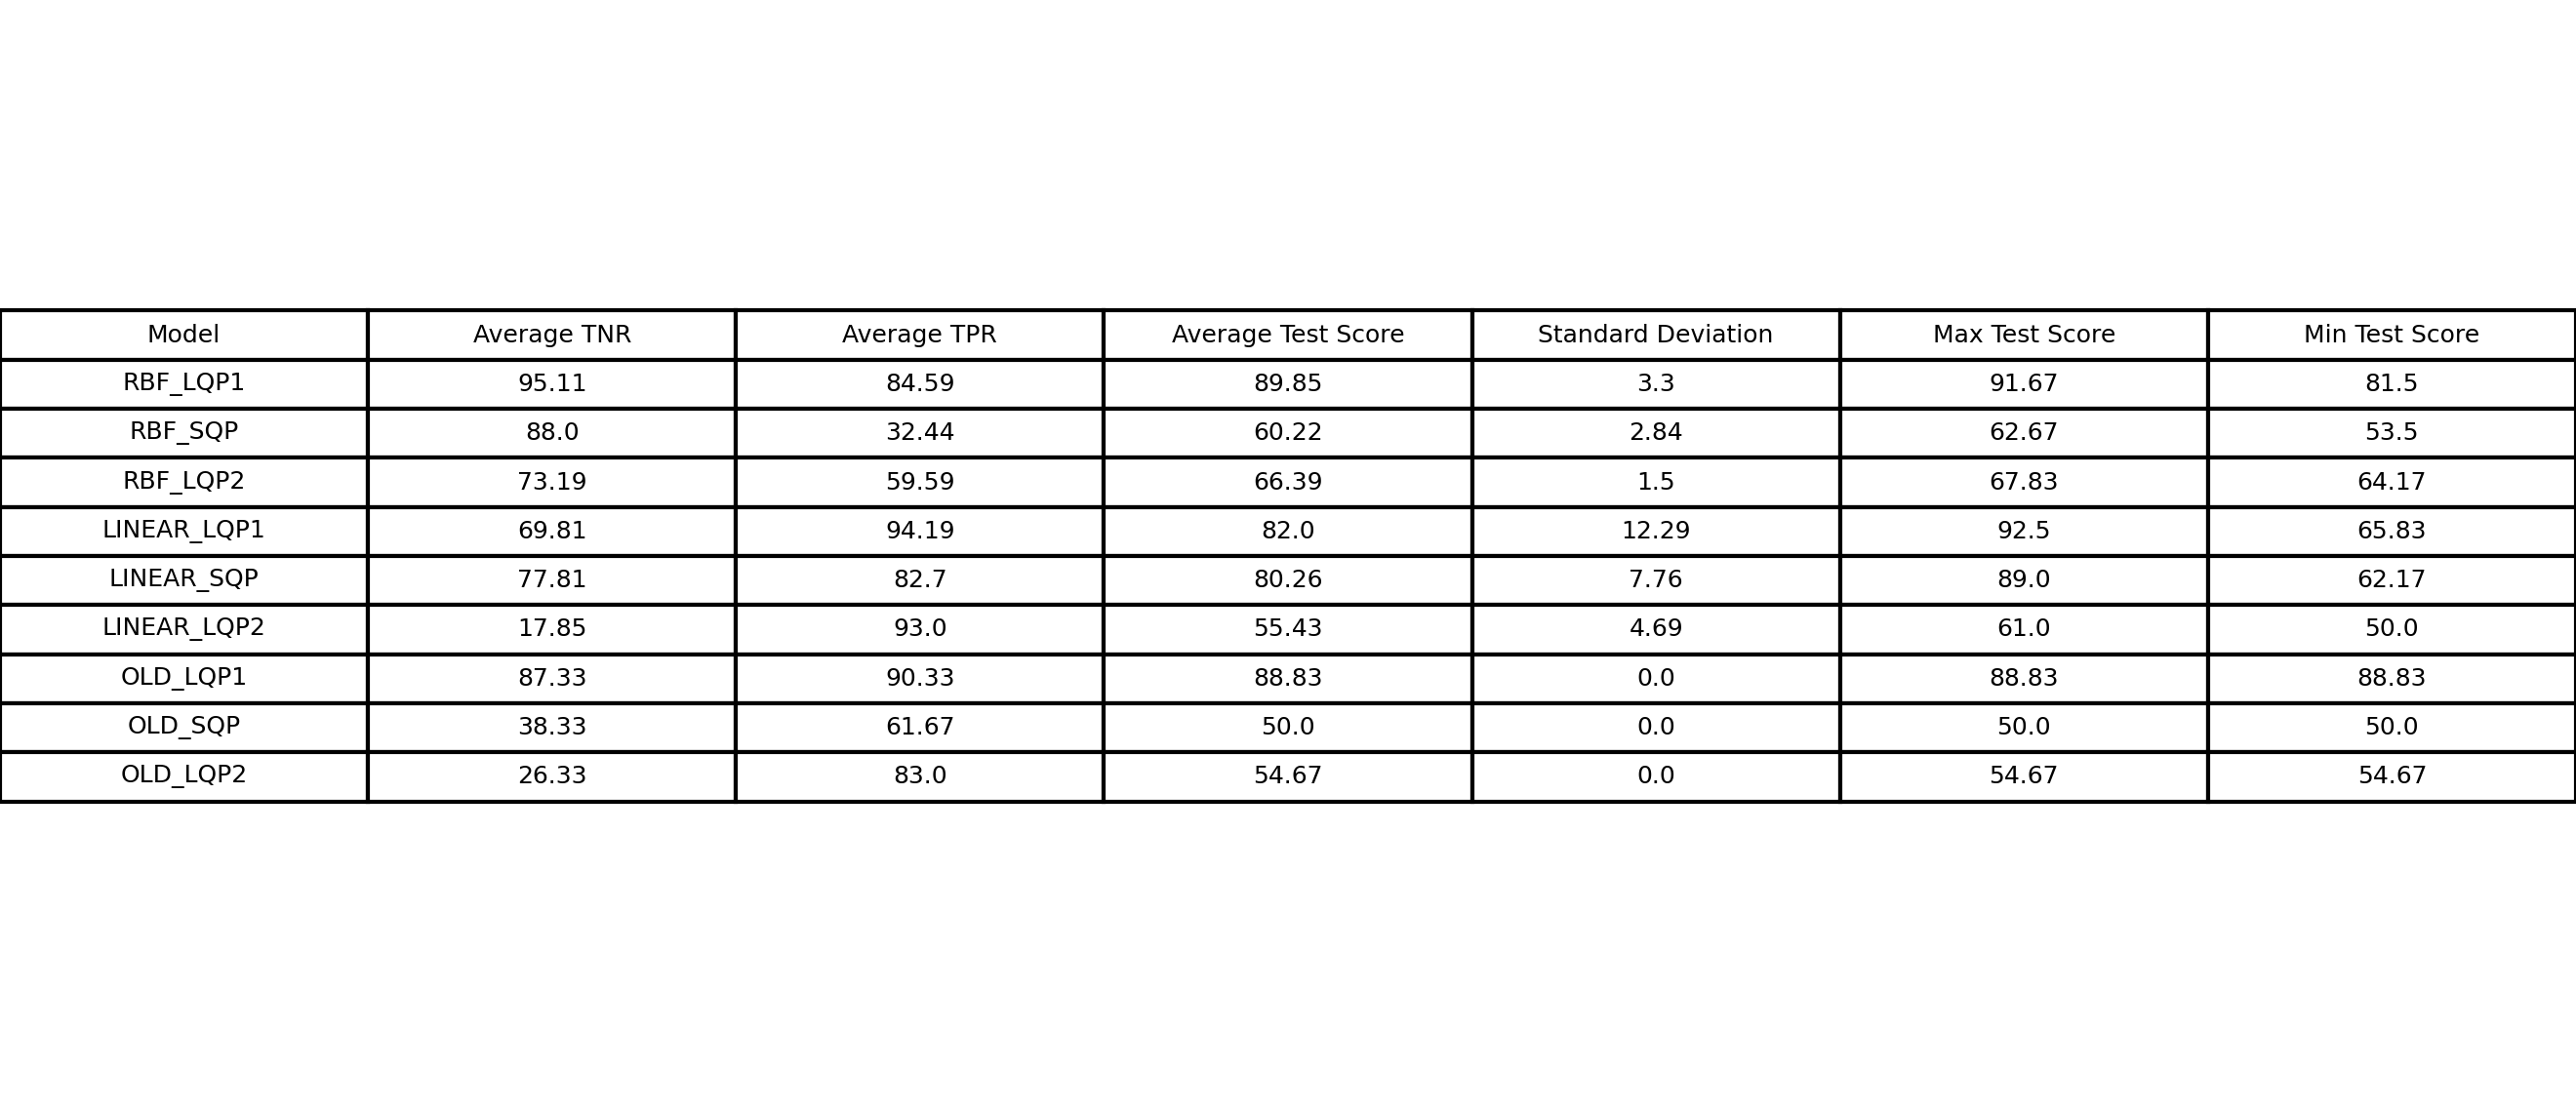 Model Average TNR Average TPR Average Test Score Standard Deviation Max Test Score Min Test Score
RBF_LQP1 95.11 84.59 89.85 3.3 91.67 81.5
RBF_SQP 88.0 32.44 60.22 2.84 62.67 53.5
RBF_LQP2 73.19 59.59 66.39 1.5 67.83 64.17
LINEAR_LQP1 69.81 94.19 82.0 12.29 92.5 65.83
LINEAR_SQP 77.81 82.7 80.26 7.76 89.0 62.17
LINEAR_LQP2 17.85 93.0 55.43 4.69 61.0 50.0
OLD_LQP1 87.33 90.33 88.83 0.0 88.83 88.83
OLD_SQP 38.33 61.67 50.0 0.0 50.0 50.0
OLD_LQP2 26.33 83.0 54.67 0.0 54.67 54.67